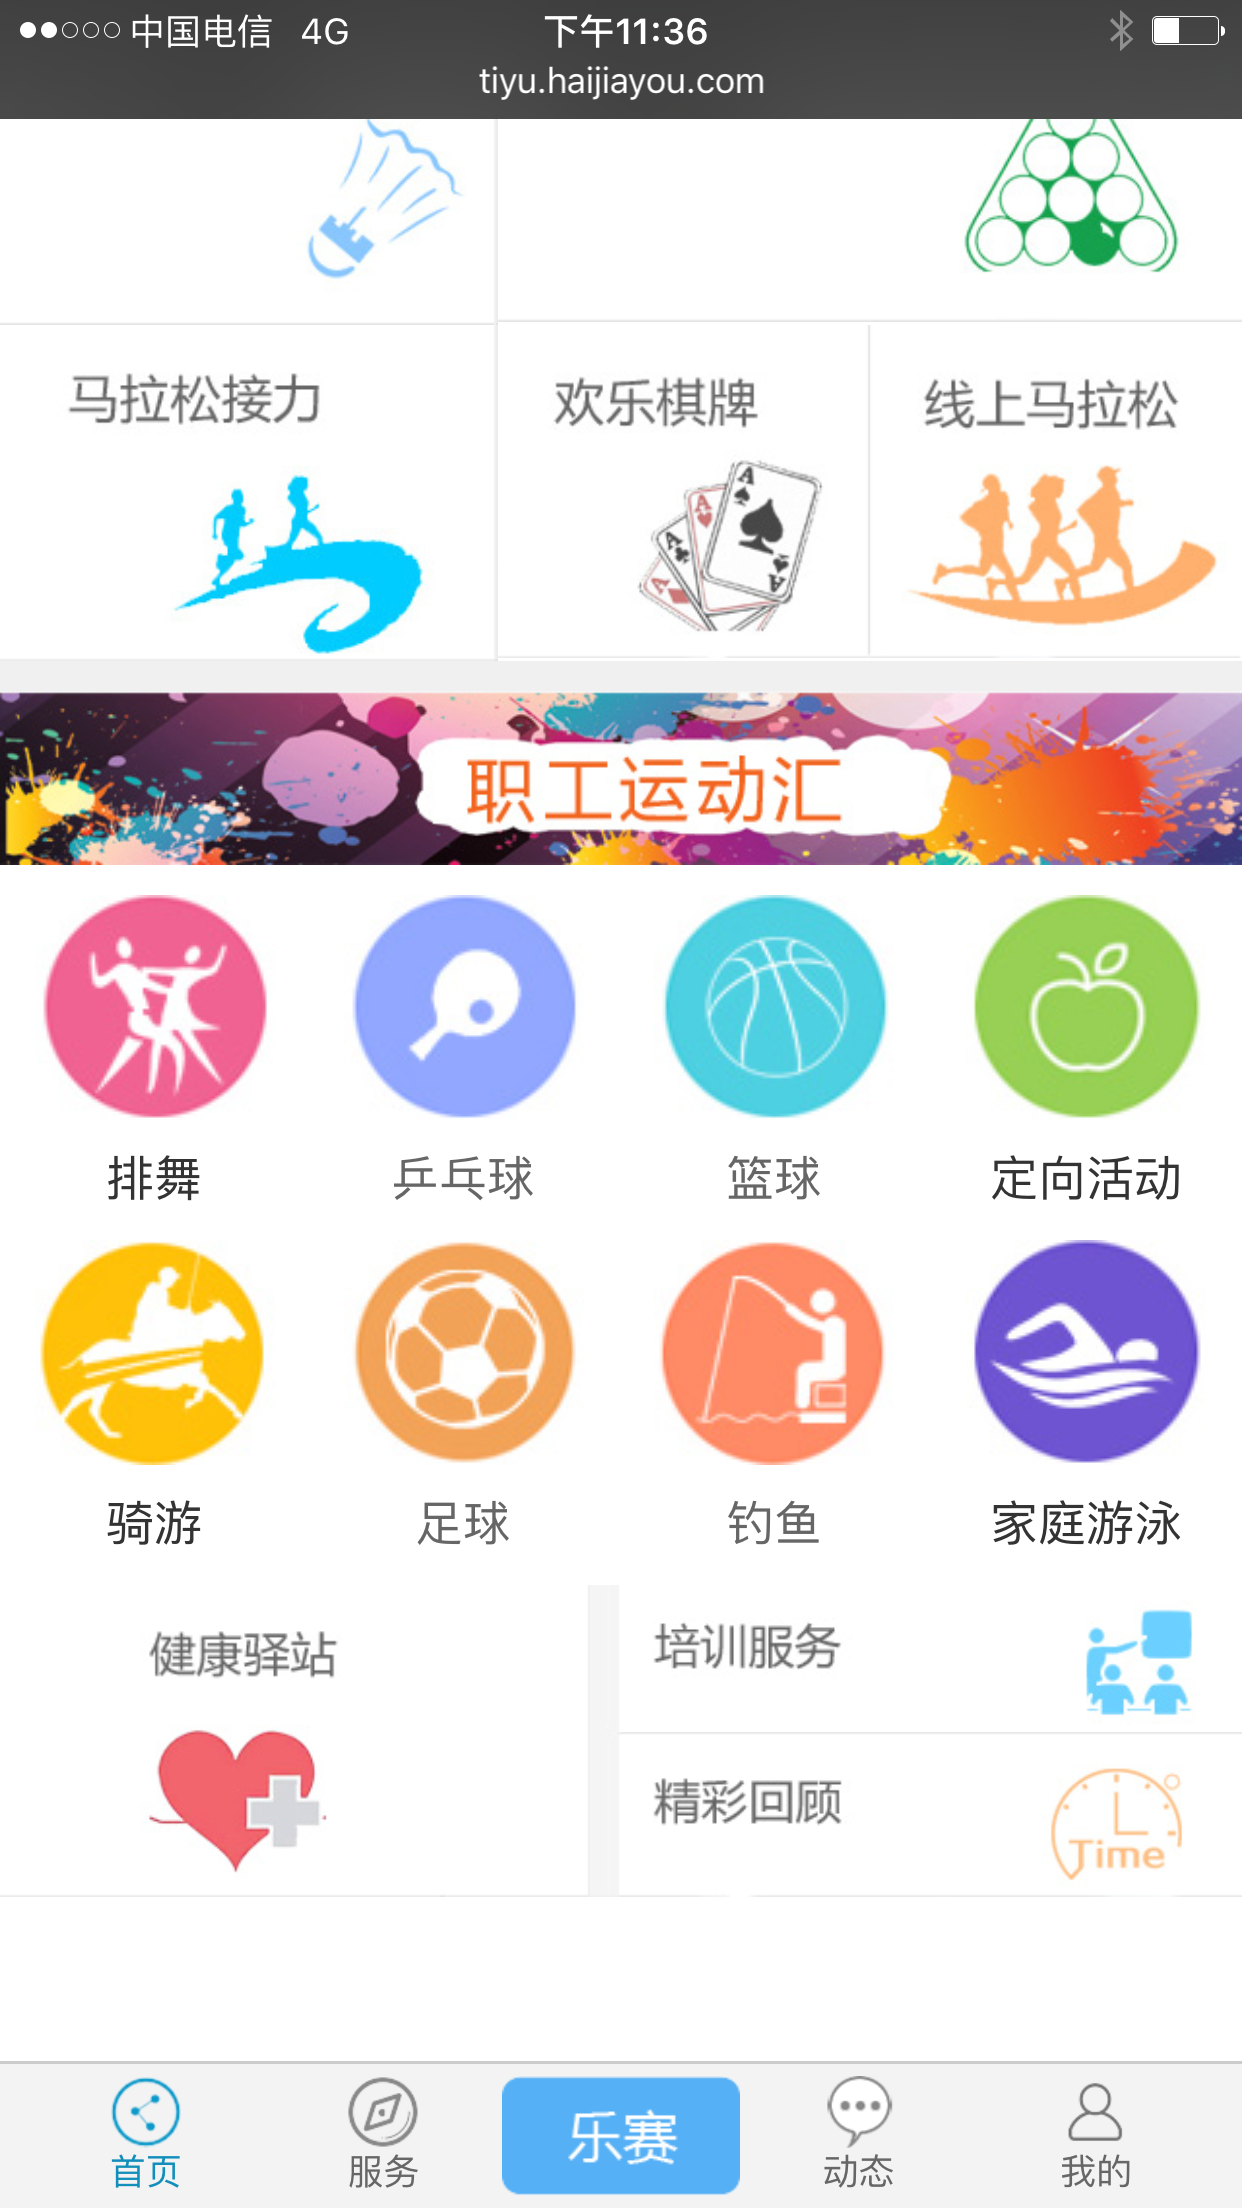 中国电信 4G 下午11:36
tiyu.haijiayou.com
马拉松接力
欢乐棋牌
线上马拉松
A
A
A
A
A
职工运动汇
排舞
乒乓球
篮球
定向活动
骑游
足球
钓鱼
家庭游泳
健康驿站
培训服务
精彩回顾
Time
首页
服务
乐赛
动态
我的